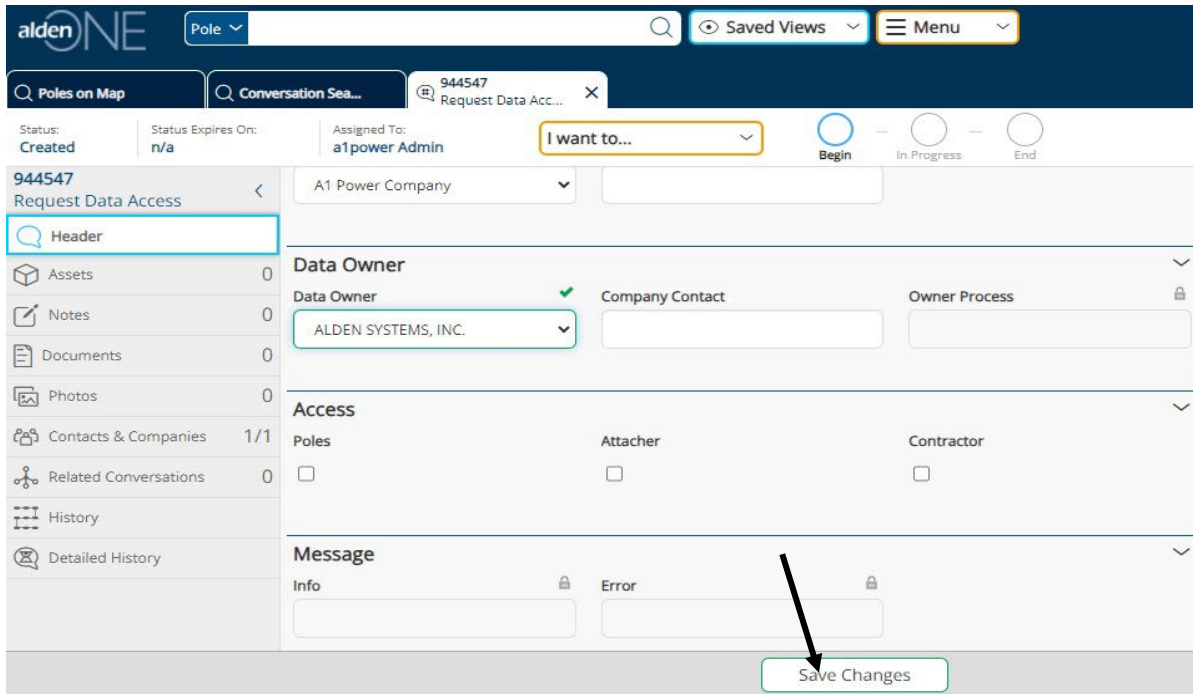 alden ONE
Pole
Saved Views
Menu
Poles on Map
Conversation Sea...
944547
Request Data Acc...
Status:
Created
Status Expires On:
n/a
Assigned To:
a1power Admin
I want to...
Begin
In Progress
End
944547
Request Data Access
Header
Assets 0
Notes 0
Documents 0
Photos 0
Contacts & Companies 1/1
Related Conversations 0
History
Detailed History
A1 Power Company
Data Owner
Data Owner Company Contact Owner Process
ALDEN SYSTEMS, INC.
Access
Poles Attacher Contractor
Message
Info Error
Save Changes